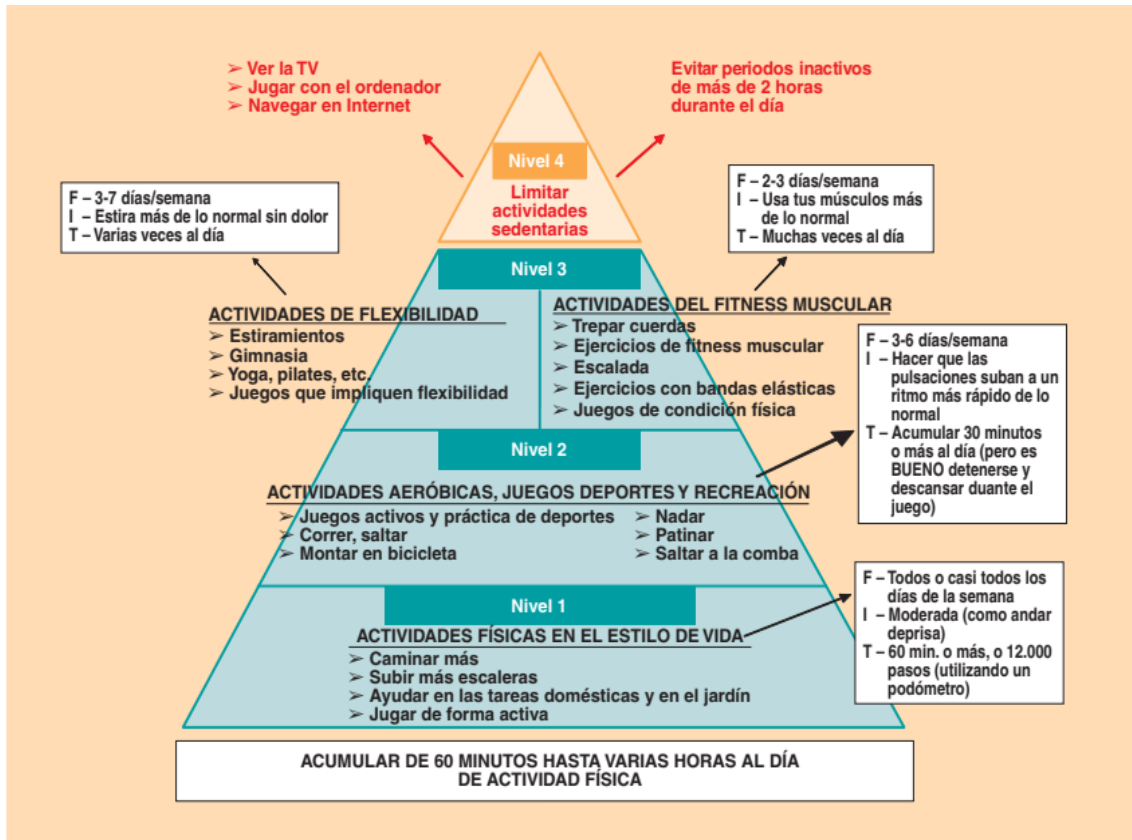 ➢ Ver la TV
➢ Jugar con el ordenador
➢ Navegar en Internet
Evitar periodos inactivos
de más de 2 horas
durante el día
Nivel 4
Limitar
actividades
sedentarias
F – 3-7 días/semana
I – Estira más de lo normal sin dolor
T – Varias veces al día
F – 2-3 días/semana
I – Usa tus músculos más
de lo normal
T – Muchas veces al día
Nivel 3
ACTIVIDADES DE FLEXIBILIDAD
➢ Estiramientos
➢ Gimnasia
➢ Yoga, pilates, etc.
➢ Juegos que impliquen flexibilidad
ACTIVIDADES DEL FITNESS MUSCULAR
➢ Trepar cuerdas
➢ Ejercicios de fitness muscular
➢ Escalada
➢ Ejercicios con bandas elásticas
➢ Juegos de condición física
F – 3-6 días/semana
I – Hacer que las
pulsaciones suban a un
ritmo más rápido de lo
normal
T – Acumular 30 minutos
o más al día (pero es
BUENO detenerse y
descansar duante el
juego)
Nivel 2
ACTIVIDADES AERÓBICAS, JUEGOS DEPORTES Y RECREACIÓN
➢ Juegos activos y práctica de deportes
➢ Correr, saltar
➢ Montar en bicicleta
➢ Nadar
➢ Patinar
➢ Saltar a la comba
F – Todos o casi todos los
días de la semana
I – Moderada (como andar
deprisa)
T – 60 min. o más, o 12.000
pasos (utilizando un
podómetro)
Nivel 1
ACTIVIDADES FÍSICAS EN EL ESTILO DE VIDA
➢ Caminar más
➢ Subir más escaleras
➢ Ayudar en las tareas domésticas y en el jardín
➢ Jugar de forma activa
ACUMULAR DE 60 MINUTOS HASTA VARIAS HORAS AL DÍA
DE ACTIVIDAD FÍSICA